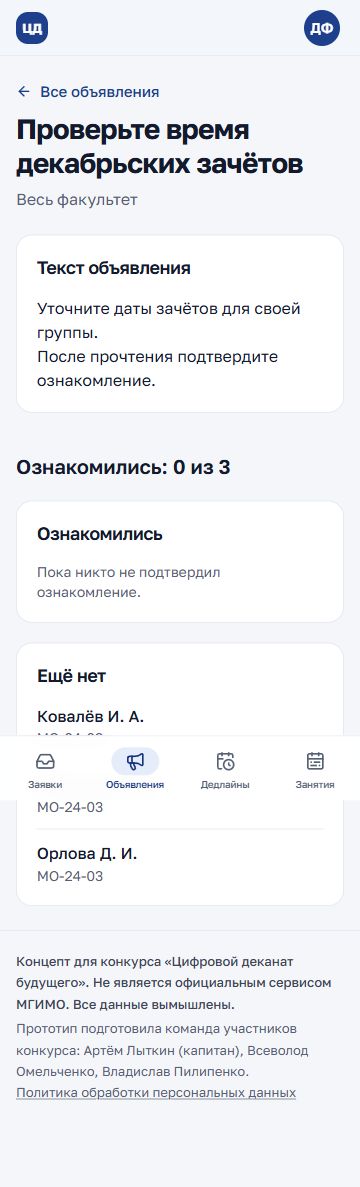 ЦД
ДФ
← Все объявления
Проверьте время
декабрьских зачётов
Весь факультет
Текст объявления
Уточните даты зачётов для своей
группы.
После прочтения подтвердите
ознакомление.
Ознакомились: 0 из 3
Ознакомились
Пока никто не подтвердил
ознакомление.
Ещё нет
Ковалёв И. А.
Заявки
Объявления
Дедлайны
Занятия
МО-24-03
Орлова Д. И.
МО-24-03
Концепт для конкурса «Цифровой деканат
будущего». Не является официальным сервисом
МГИМО. Все данные вымышлены.
Прототип подготовила команда участников
конкурса: Артём Лыткин (капитан), Всеволод
Омельченко, Владислав Пилипенко.
Политика обработки персональных данных